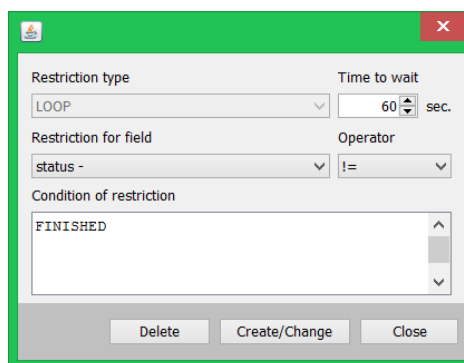 Restriction type Time to wait
LOOP 60 sec.
Restriction for field Operator
status - !=
Condition of restriction
FINISHED
Delete Create/Change Close